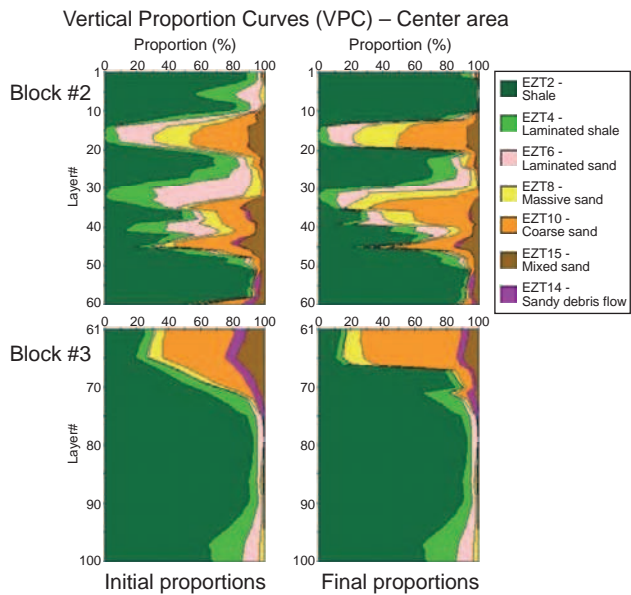 Vertical Proportion Curves (VPC) – Center area
Proportion (%) Proportion (%)
0 20 40 60 80 100 0 20 40 60 80 100
Block #2
Layer#
1
10
20
30
40
50
60
1
10
20
30
40
50
60
EZT2 -
Shale
EZT4 -
Laminated shale
EZT6 -
Laminated sand
EZT8 -
Massive sand
EZT10 -
Coarse sand
EZT15 -
Mixed sand
EZT14 -
Sandy debris flow
0 20 40 60 80 100 0 20 40 60 80 100
Block #3
Layer#
61
70
80
90
100
61
70
80
90
100
Initial proportions Final proportions